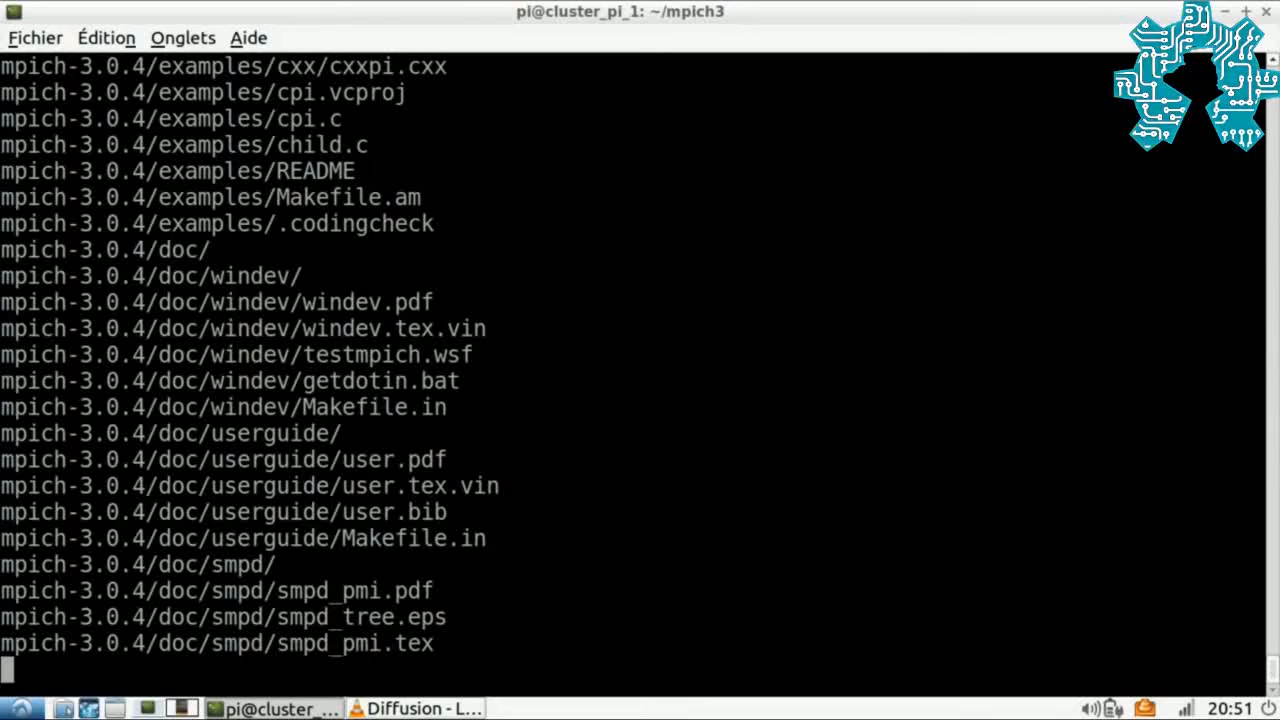 pi@cluster_pi_1: ~/mpich3
Fichier Édition Onglets Aide
mpich-3.0.4/examples/cxx/cxxpi.cxx
mpich-3.0.4/examples/cpi.vcproj
mpich-3.0.4/examples/cpi.c
mpich-3.0.4/examples/child.c
mpich-3.0.4/examples/README
mpich-3.0.4/examples/Makefile.am
mpich-3.0.4/examples/.codingcheck
mpich-3.0.4/doc/
mpich-3.0.4/doc/windev/
mpich-3.0.4/doc/windev/windev.pdf
mpich-3.0.4/doc/windev/windev.tex.vin
mpich-3.0.4/doc/windev/testmpich.wsf
mpich-3.0.4/doc/windev/getdotin.bat
mpich-3.0.4/doc/windev/Makefile.in
mpich-3.0.4/doc/userguide/
mpich-3.0.4/doc/userguide/user.pdf
mpich-3.0.4/doc/userguide/user.tex.vin
mpich-3.0.4/doc/userguide/user.bib
mpich-3.0.4/doc/userguide/Makefile.in
mpich-3.0.4/doc/smpd/
mpich-3.0.4/doc/smpd/smpd_pmi.pdf
mpich-3.0.4/doc/smpd/smpd_tree.eps
mpich-3.0.4/doc/smpd/smpd_pmi.tex
pi@cluster_... Diffusion - L... 20:51